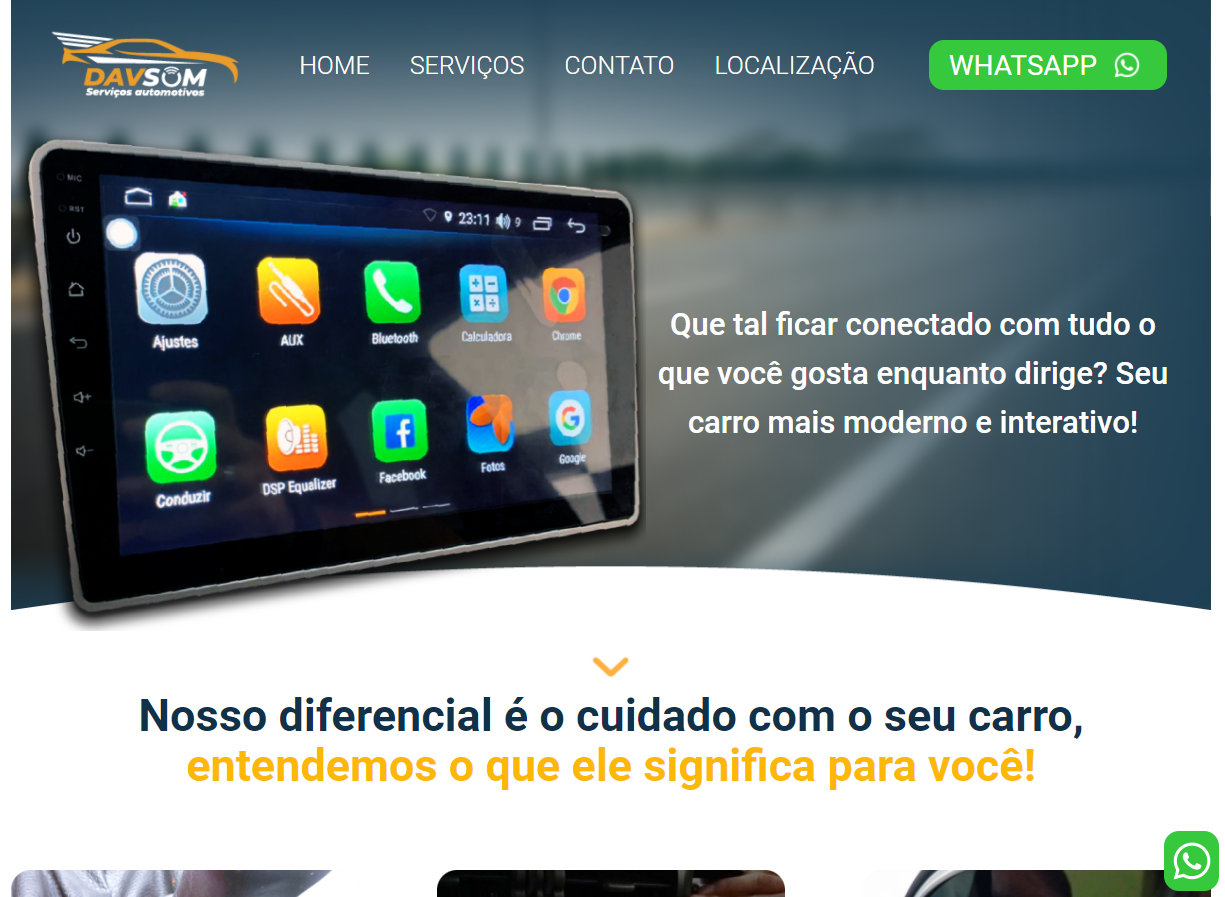 DAVSOM
Serviços automotivos
HOME
SERVIÇOS
CONTATO
LOCALIZAÇÃO
WHATSAPP
MIC
RST
23:11
9
Ajustes
AUX
Bluetooth
Calculadora
Chrome
Conduzir
DSP Equalizer
Facebook
Fotos
Google
Que tal ficar conectado com tudo o
que você gosta enquanto dirige? Seu
carro mais moderno e interativo!
Nosso diferencial é o cuidado com o seu carro,
entendemos o que ele significa para você!